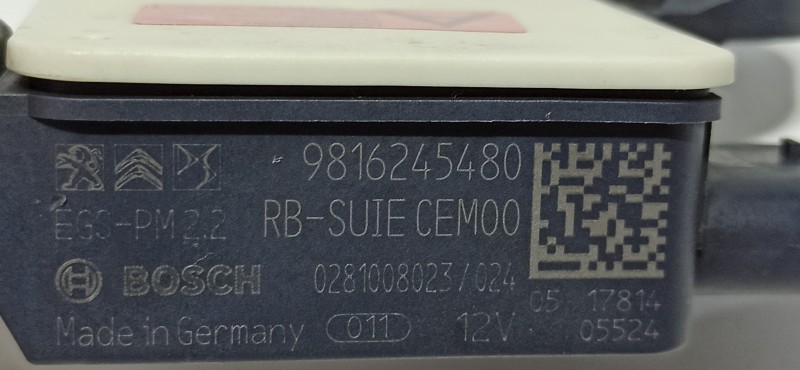 9816245480
EGS-PM 2.2 RB-SUIE CEM00
BOSCH 0281008023/024
05 17814
Made in Germany 011 12V 05524